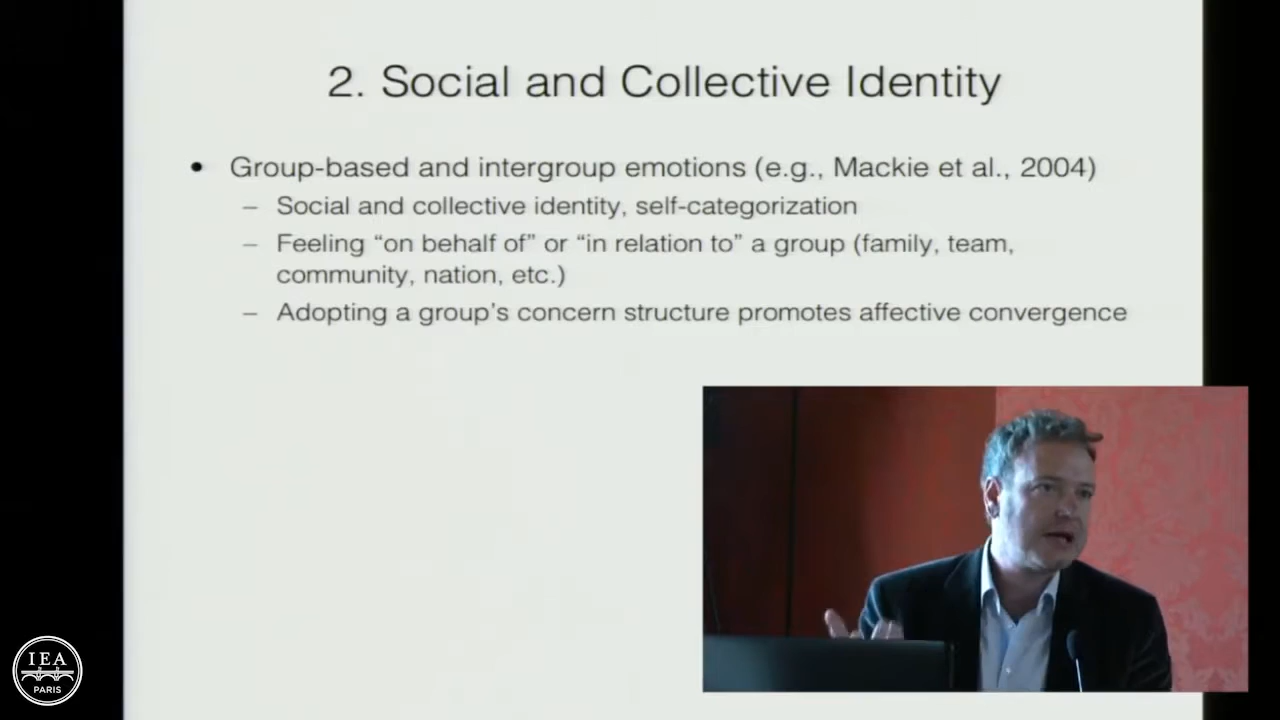 2. Social and Collective Identity
• Group-based and intergroup emotions (e.g., Mackie et al., 2004)
– Social and collective identity, self-categorization
– Feeling “on behalf of” or “in relation to” a group (family, team,
community, nation, etc.)
– Adopting a group’s concern structure promotes affective convergence
IEA
PARIS